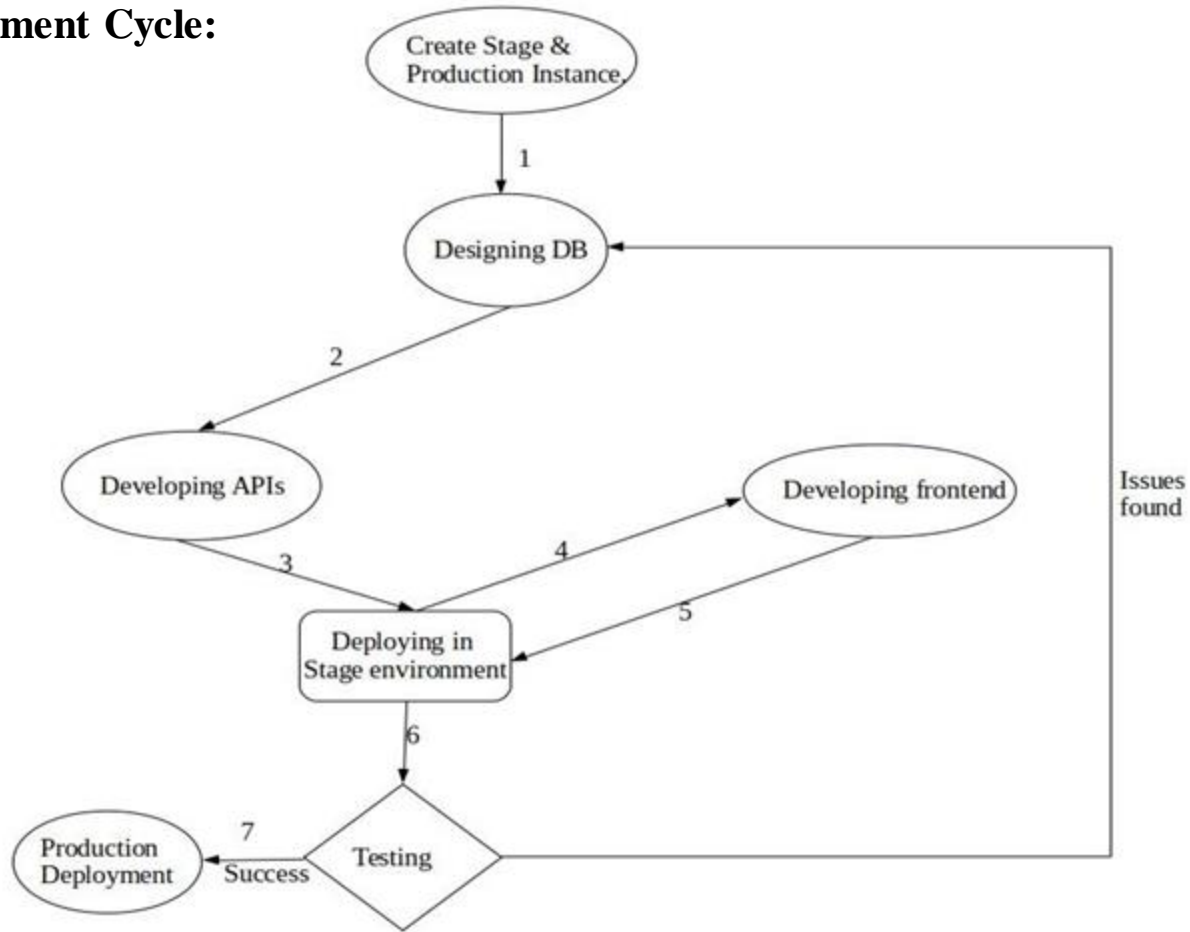 ment Cycle:
Create Stage &
Production Instance.
1
Designing DB
2
Developing APIs
Developing frontend
Issues
found
3
4
5
Deploying in
Stage environment
6
7
Production
Deployment
Success
Testing